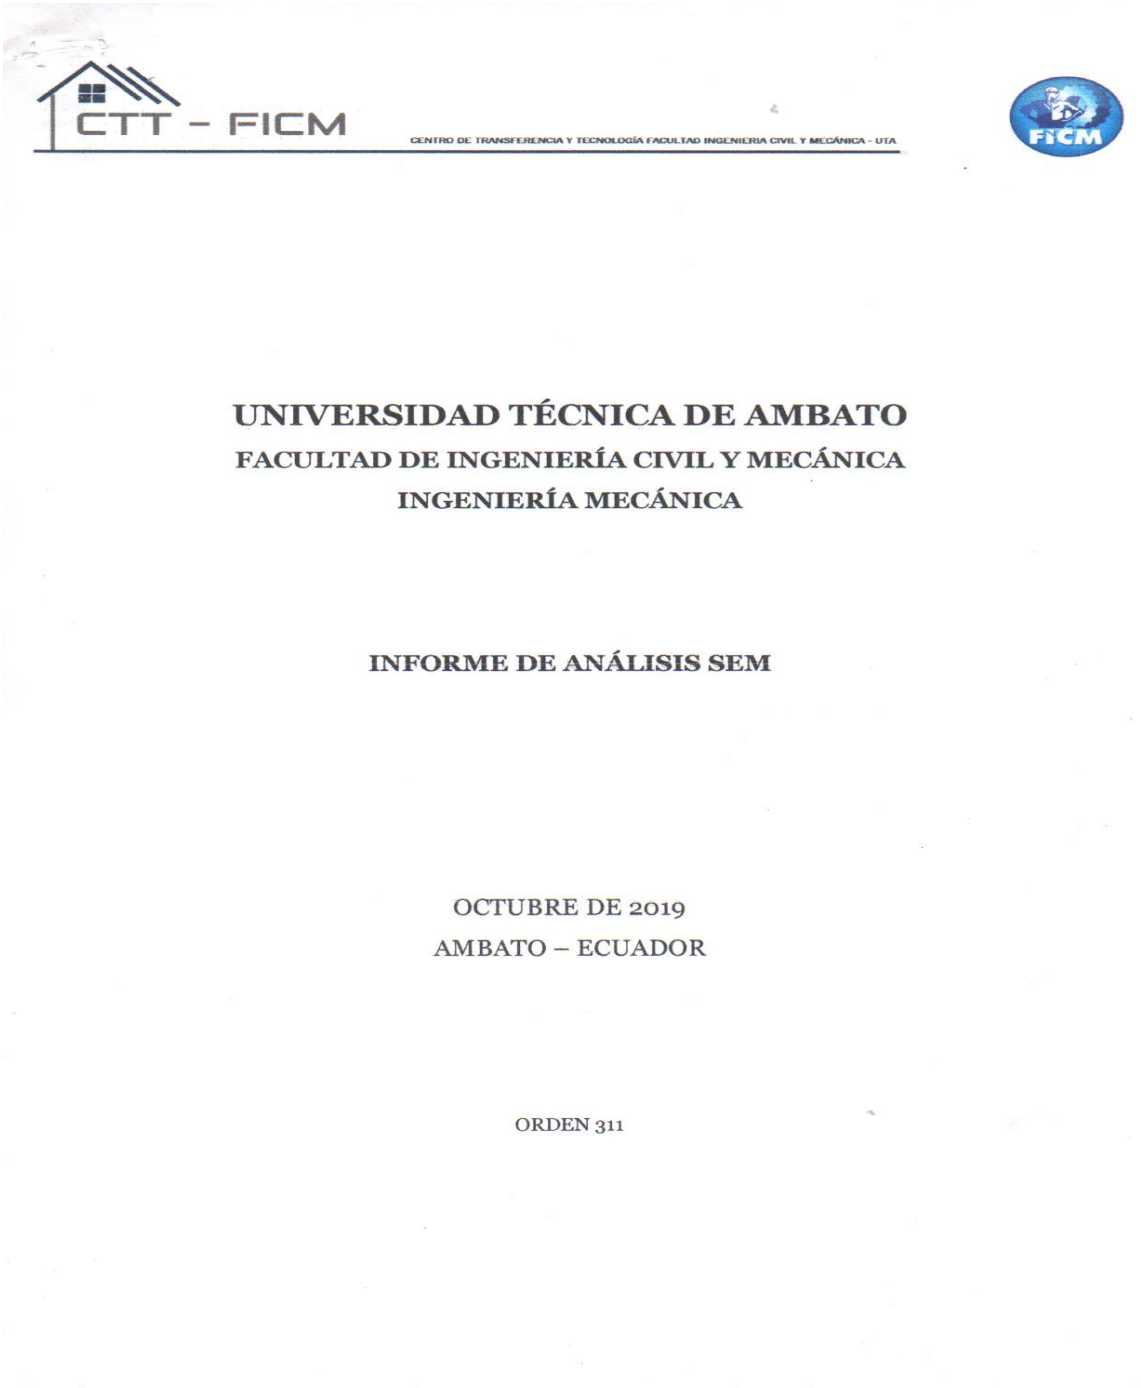 CTT - FICM
CENTRO DE TRANSFERENCIA Y TECNOLOGÍA FACULTAD INGENIERIA CIVIL Y MECÁNICA - UTA
FICM
UNIVERSIDAD TÉCNICA DE AMBATO
FACULTAD DE INGENIERÍA CIVIL Y MECÁNICA
INGENIERÍA MECÁNICA
INFORME DE ANÁLISIS SEM
OCTUBRE DE 2019
AMBATO – ECUADOR
ORDEN 311